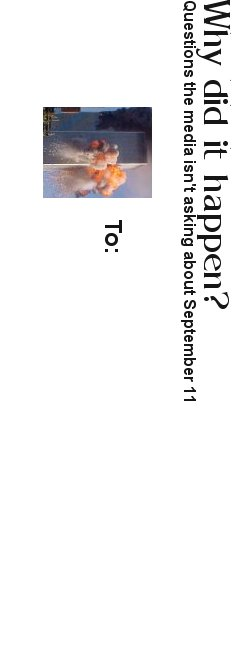 Why did it happen?
Questions the media isn't asking about September 11
To: